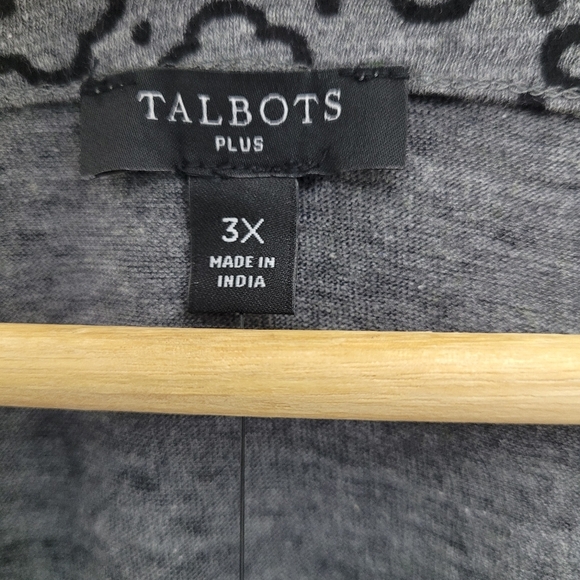 TALBOTS
PLUS
3X
MADE IN
INDIA